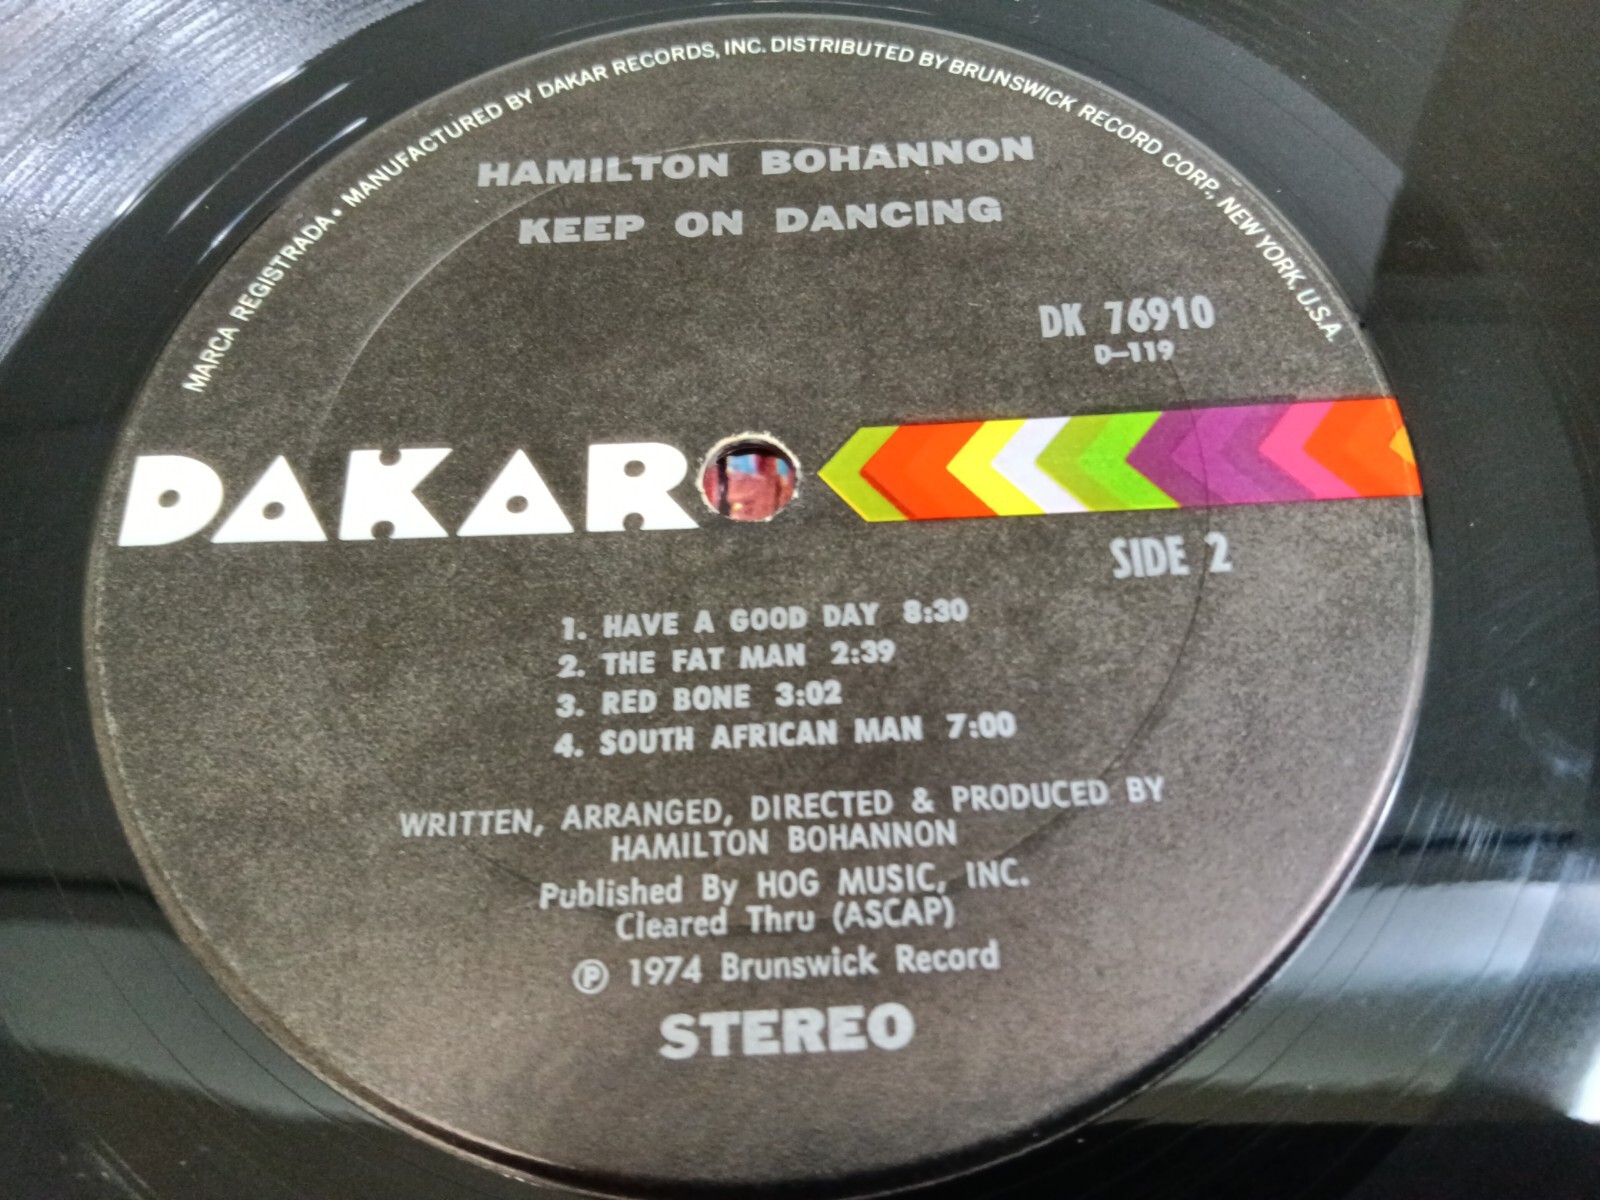 MARCA REGISTRADA • MANUFACTURED BY DAKAR RECORDS, INC. DISTRIBUTED BY BRUNSWICK RECORD CORP., NEW YORK, U.S.A.
HAMILTON BOHANNON
KEEP ON DANCING
DK 76910
D-119
DAKAR
SIDE 2
1. HAVE A GOOD DAY 8:30
2. THE FAT MAN 2:39
3. RED BONE 3:02
4. SOUTH AFRICAN MAN 7:00
WRITTEN, ARRANGED, DIRECTED & PRODUCED BY
HAMILTON BOHANNON
Published By HOG MUSIC, INC.
Cleared Thru (ASCAP)
℗ 1974 Brunswick Record
STEREO